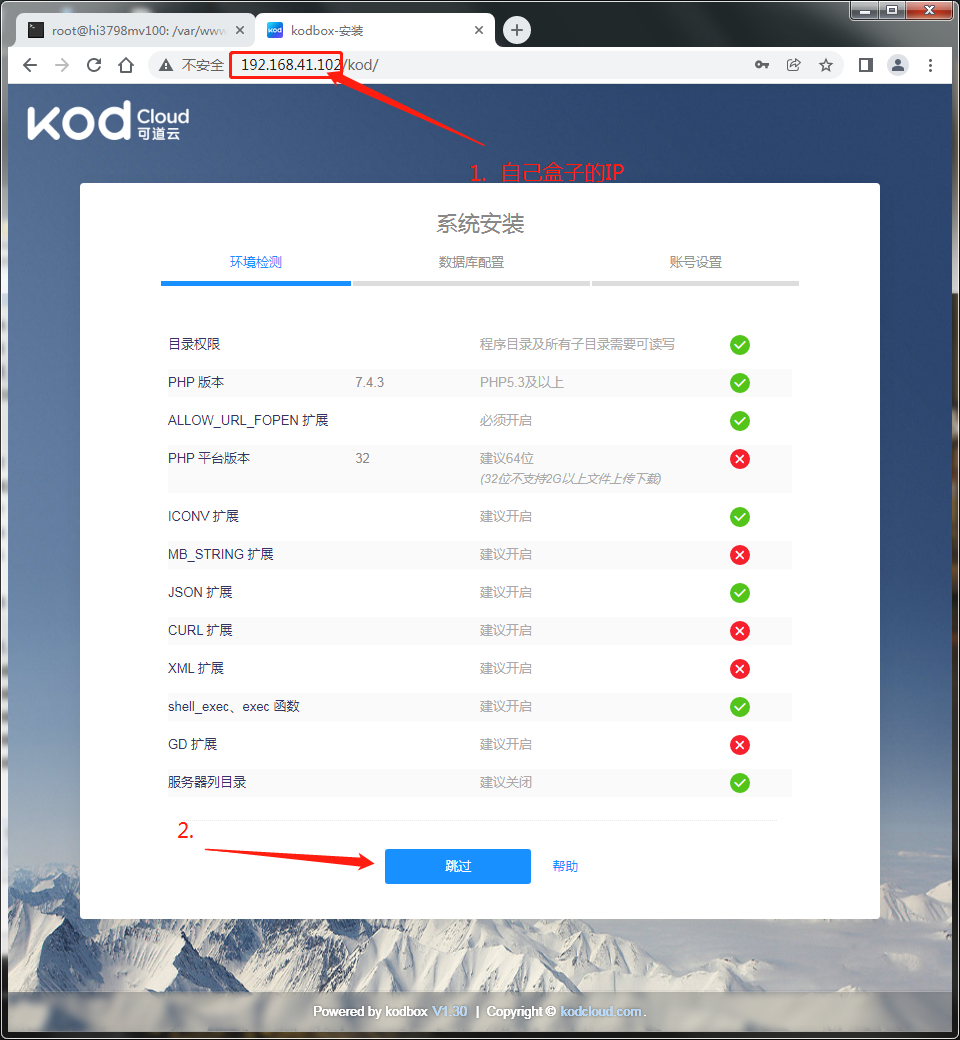 root@hi3798mv100: /var/www
kodbox-安装
不安全 192.168.41.102/kod/
kod Cloud
可道云
1. 自己盒子的IP
系统安装
环境检测 数据库配置 账号设置
目录权限 程序目录及所有子目录需要可读写
PHP 版本 7.4.3 PHP5.3及以上
ALLOW_URL_FOPEN 扩展 必须开启
PHP 平台版本 32 建议64位
(32位不支持2G以上文件上传下载)
ICONV 扩展 建议开启
MB_STRING 扩展 建议开启
JSON 扩展 建议开启
CURL 扩展 建议开启
XML 扩展 建议开启
shell_exec、exec 函数 建议开启
GD 扩展 建议开启
服务器列目录 建议关闭
2.
跳过 帮助
Powered by kodbox V1.30 | Copyright © kodcloud.com.